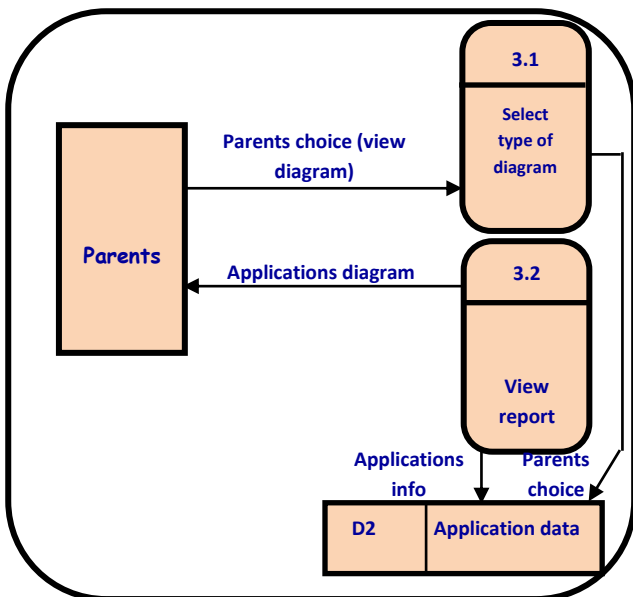 3.1
Select
type of
diagram
Parents choice (view
diagram)
Parents
Applications diagram
3.2
View
report
Applications
info
Parents
choice
D2
Application data